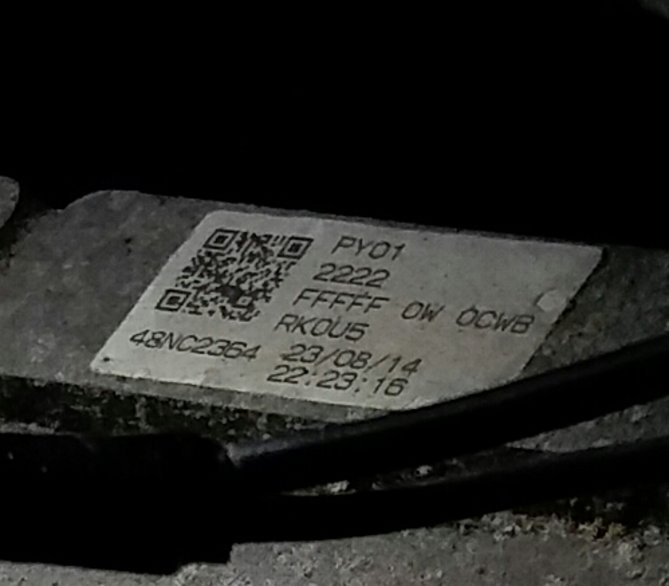 PY01
2222
FFFFF 0W 0CWB
RK0U5
48NC2364 23/08/14
22:23:16